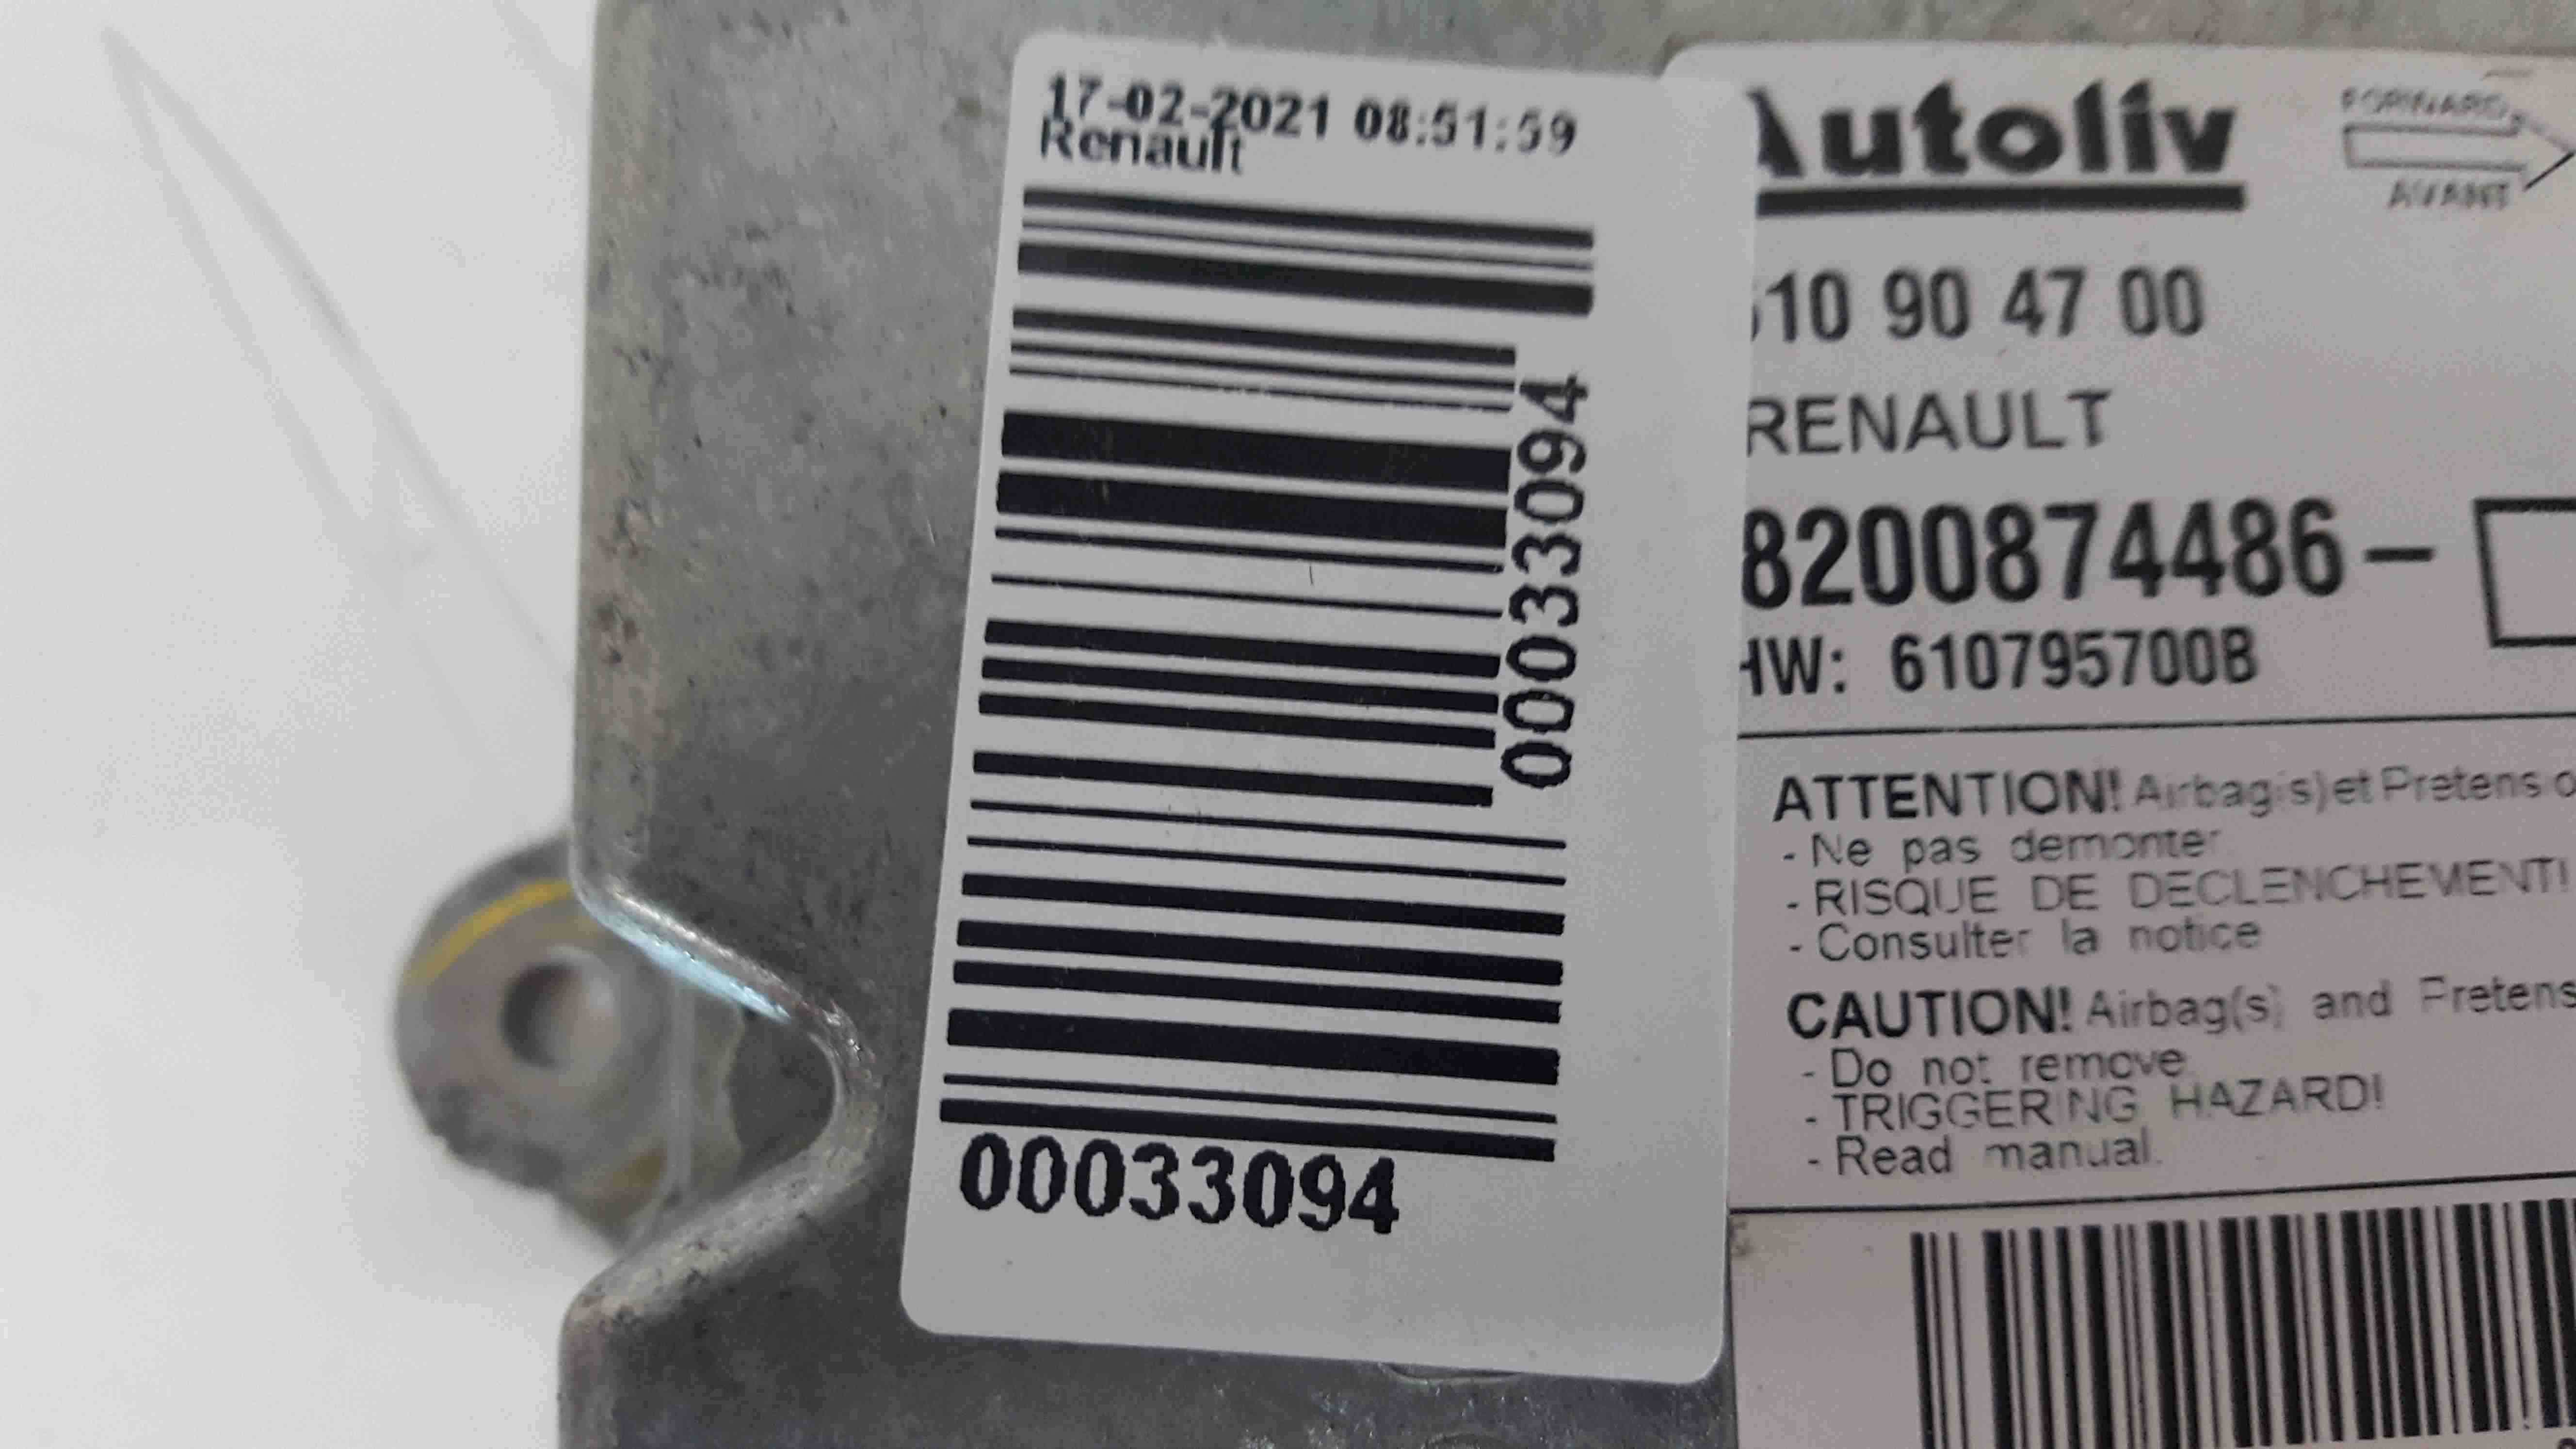 17-02-2021 08:51:59
Renault
00033094
00033094
Autoliv
FORWARD
AVANT
10 90 47 00
RENAULT
8200874486-
HW: 610795700B
ATTENTION! Airbag(s) et Pretens
- Ne pas demonter
- RISQUE DE DECLENCHEMENT!
- Consulter la notice
CAUTION! Airbag(s) and Pretens
- Do not remove
- TRIGGERING HAZARD!
- Read manual.